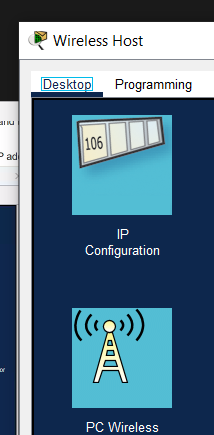 Wireless Host
Desktop
Programming
106
IP
Configuration
PC Wireless